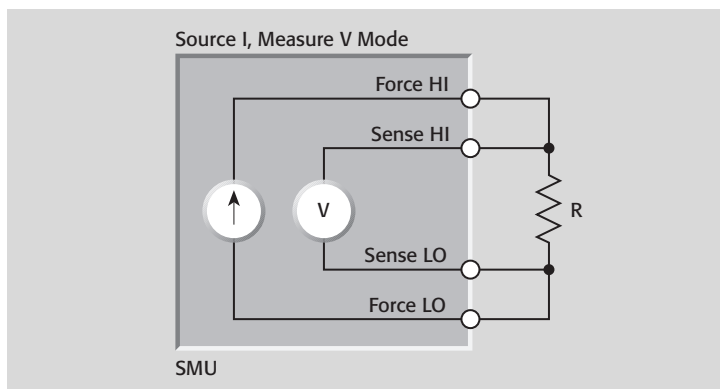 Source I, Measure V Mode
Force HI
Sense HI
V
R
Sense LO
Force LO
SMU